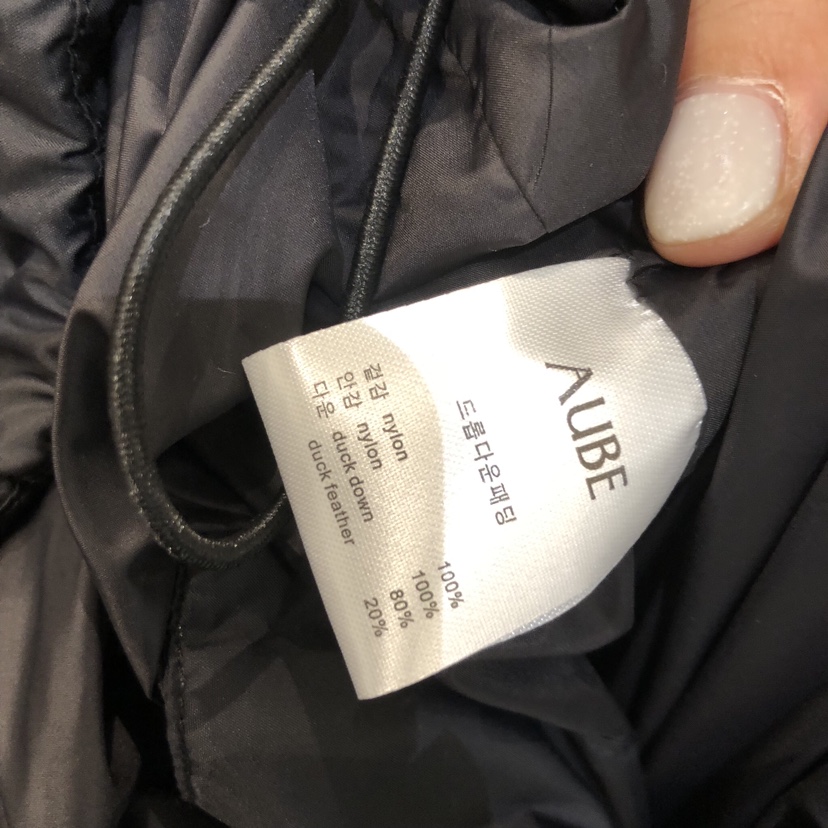 AUBE
드롭다운패딩
겉감 nylon 100%
안감 nylon 100%
다운 duck down 80%
duck feather 20%